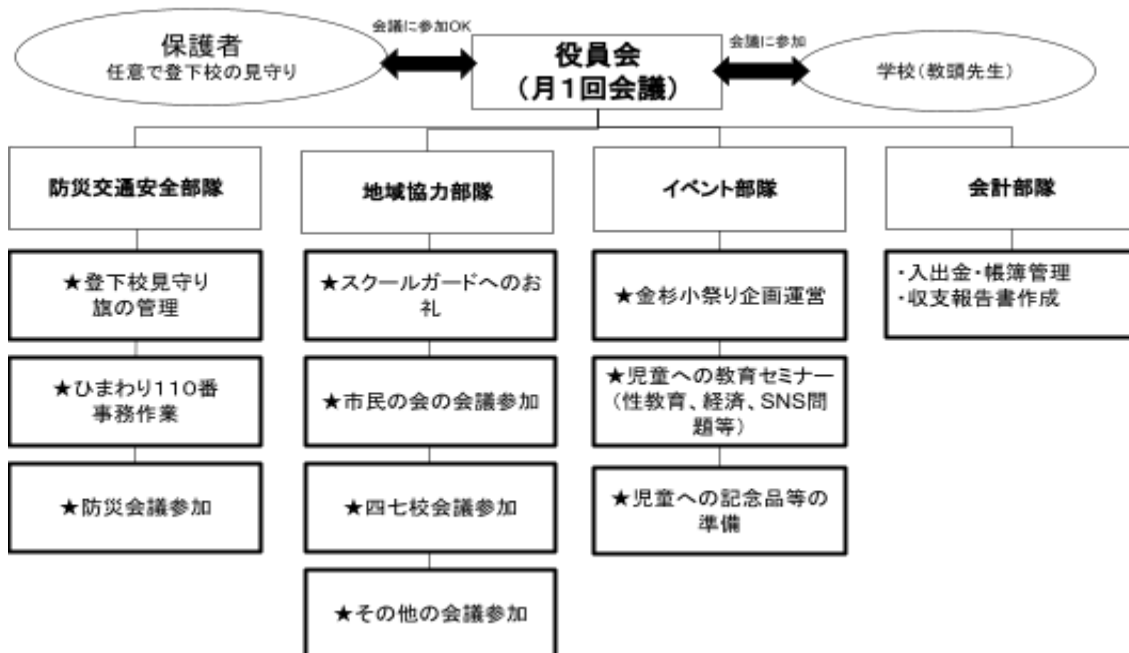 会議に参加OK
会議に参加
保護者
任意で登下校の見守り
役員会
（月１回会議）
学校（教頭先生）
防災交通安全部隊
地域協力部隊
イベント部隊
会計部隊
★登下校見守り
旗の管理
★ひまわり１１０番
事務作業
★防災会議参加
★スクールガードへのお
礼
★市民の会の会議参加
★四七校会議参加
★その他の会議参加
★金杉小祭り企画運営
★児童への教育セミナー
（性教育、経済、SNS問
題等）
★児童への記念品等の
準備
・入出金・帳簿管理
・収支報告書作成